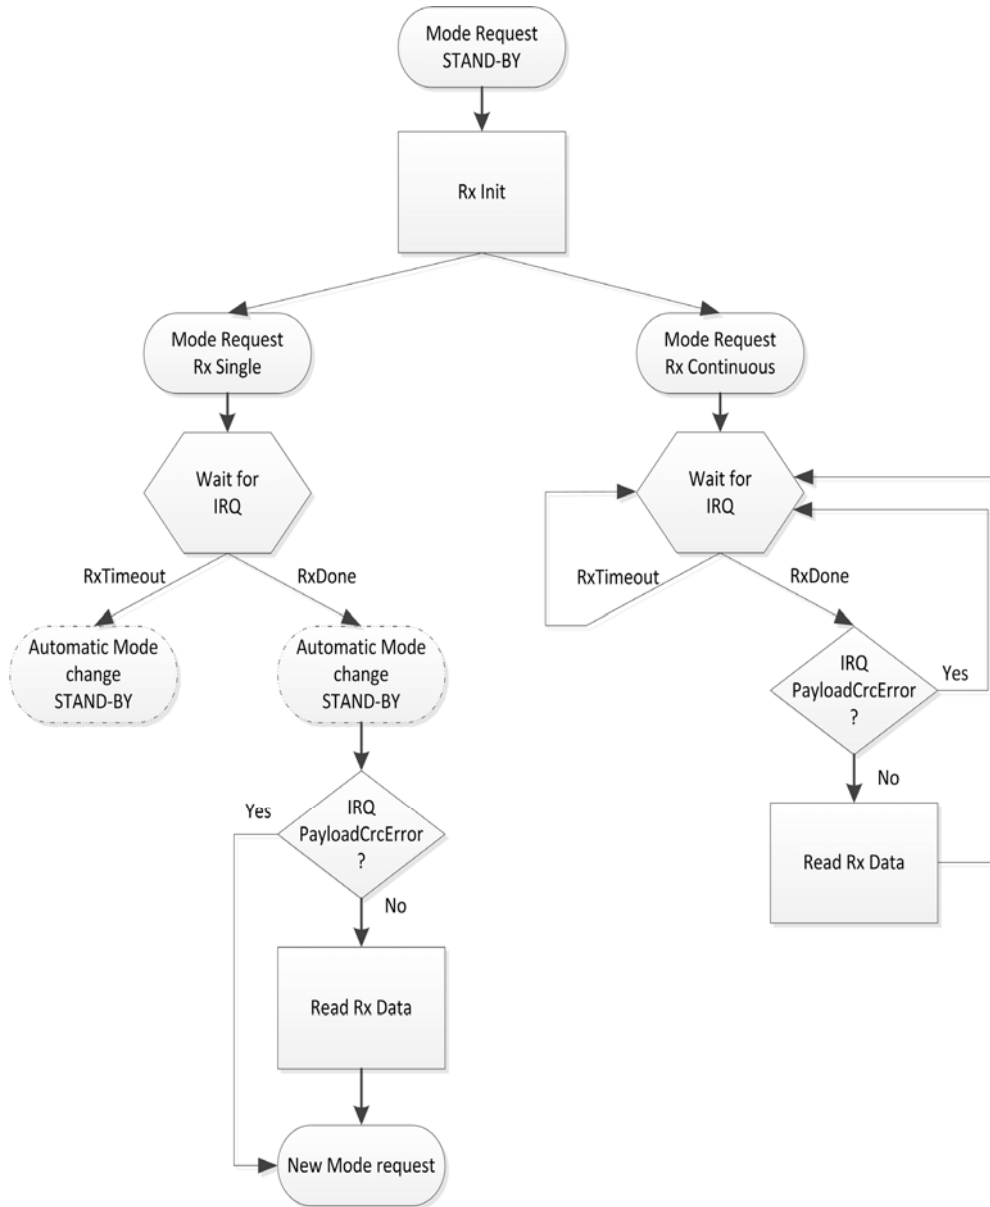 Mode Request
STAND-BY
Rx Init
Mode Request
Rx Single
Mode Request
Rx Continuous
Wait for
IRQ
Wait for
IRQ
RxTimeout
RxDone
RxTimeout
RxDone
Automatic Mode
change
STAND-BY
Automatic Mode
change
STAND-BY
IRQ
PayloadCrcError
?
Yes
No
Yes
IRQ
PayloadCrcError
?
No
Read Rx Data
Read Rx Data
New Mode request